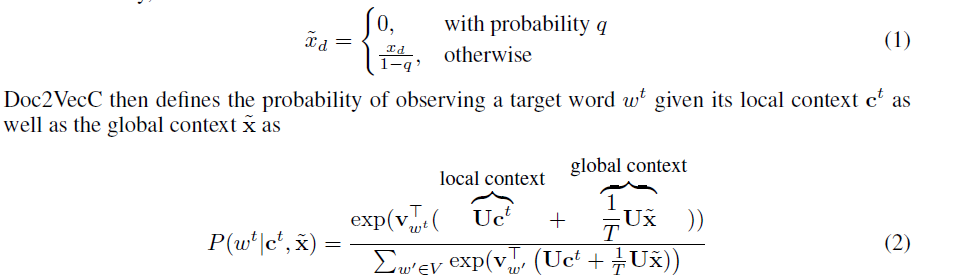 x̃_d = { 0, with probability q
x_d/(1−q), otherwise (1)
Doc2VecC then defines the probability of observing a target word w^t given its local context c^t as
well as the global context x̃ as
local context global context
P(w^t|c^t, x̃) = exp(v_{w^t}^⊤( Uc^t + (1/T)Ux̃ )) / ∑_{w′∈V} exp(v_{w′}^⊤ (Uc^t + (1/T)Ux̃)) (2)